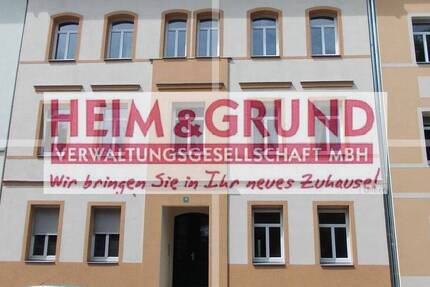 HEIM & GRUND
VERWALTUNGSGESELLSCHAFT MBH
Wir bringen Sie in Ihr neues Zuhause!